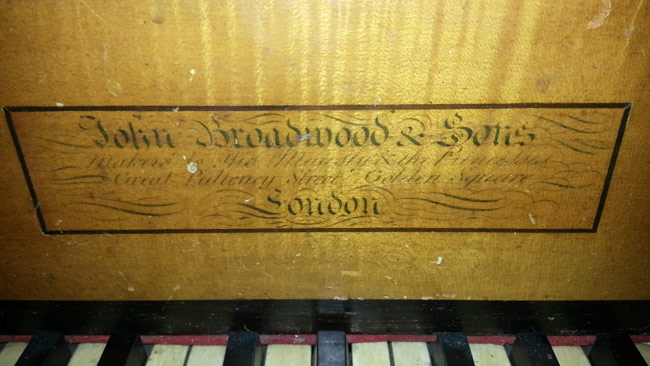 John Broadwood & Sons
Makers to His Majesty & the Princesses
Great Pulteney Street Golden Square
London